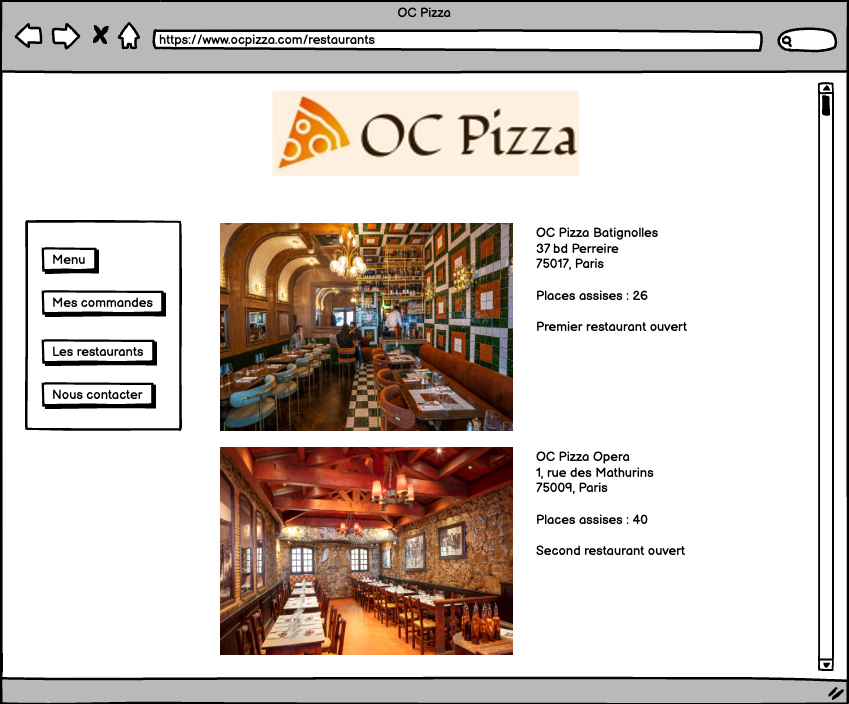 OC Pizza
https://www.ocpizza.com/restaurants
OC Pizza
Menu
Mes commandes
Les restaurants
Nous contacter
OC Pizza Batignolles
37 bd Perreire
75017, Paris
Places assises : 26
Premier restaurant ouvert
OC Pizza Opera
1, rue des Mathurins
75009, Paris
Places assises : 40
Second restaurant ouvert